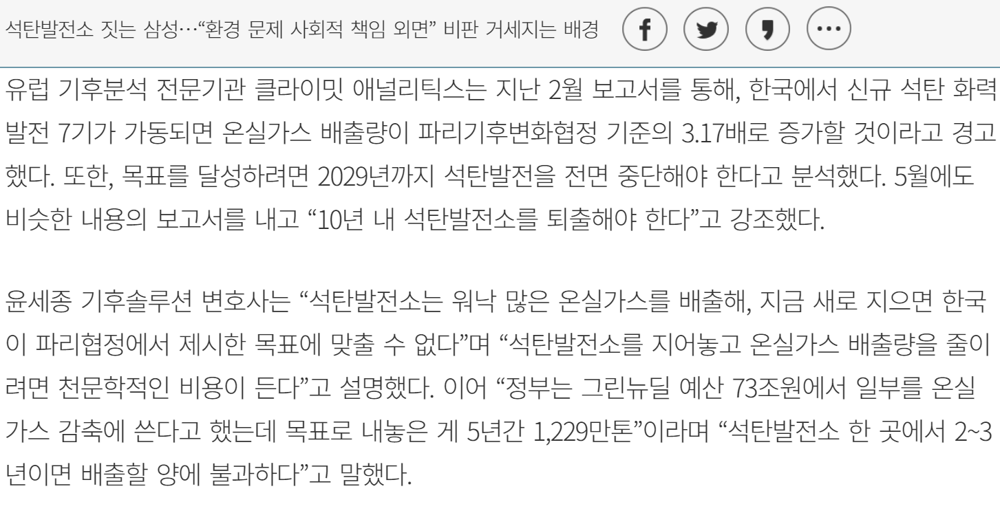 석탄발전소 짓는 삼성…“환경 문제 사회적 책임 외면” 비판 거세지는 배경
유럽 기후분석 전문기관 클라이밋 애널리틱스는 지난 2월 보고서를 통해, 한국에서 신규 석탄 화력
발전 7기가 가동되면 온실가스 배출량이 파리기후변화협정 기준의 3.17배로 증가할 것이라고 경고
했다. 또한, 목표를 달성하려면 2029년까지 석탄발전을 전면 중단해야 한다고 분석했다. 5월에도
비슷한 내용의 보고서를 내고 “10년 내 석탄발전소를 퇴출해야 한다”고 강조했다.
윤세종 기후솔루션 변호사는 “석탄발전소는 워낙 많은 온실가스를 배출해, 지금 새로 지으면 한국
이 파리협정에서 제시한 목표에 맞출 수 없다”며 “석탄발전소를 지어놓고 온실가스 배출량을 줄이
려면 천문학적인 비용이 든다”고 설명했다. 이어 “정부는 그린뉴딜 예산 73조원에서 일부를 온실
가스 감축에 쓴다고 했는데 목표로 내놓은 게 5년간 1,229만톤”이라며 “석탄발전소 한 곳에서 2~3
년이면 배출할 양에 불과하다”고 말했다.